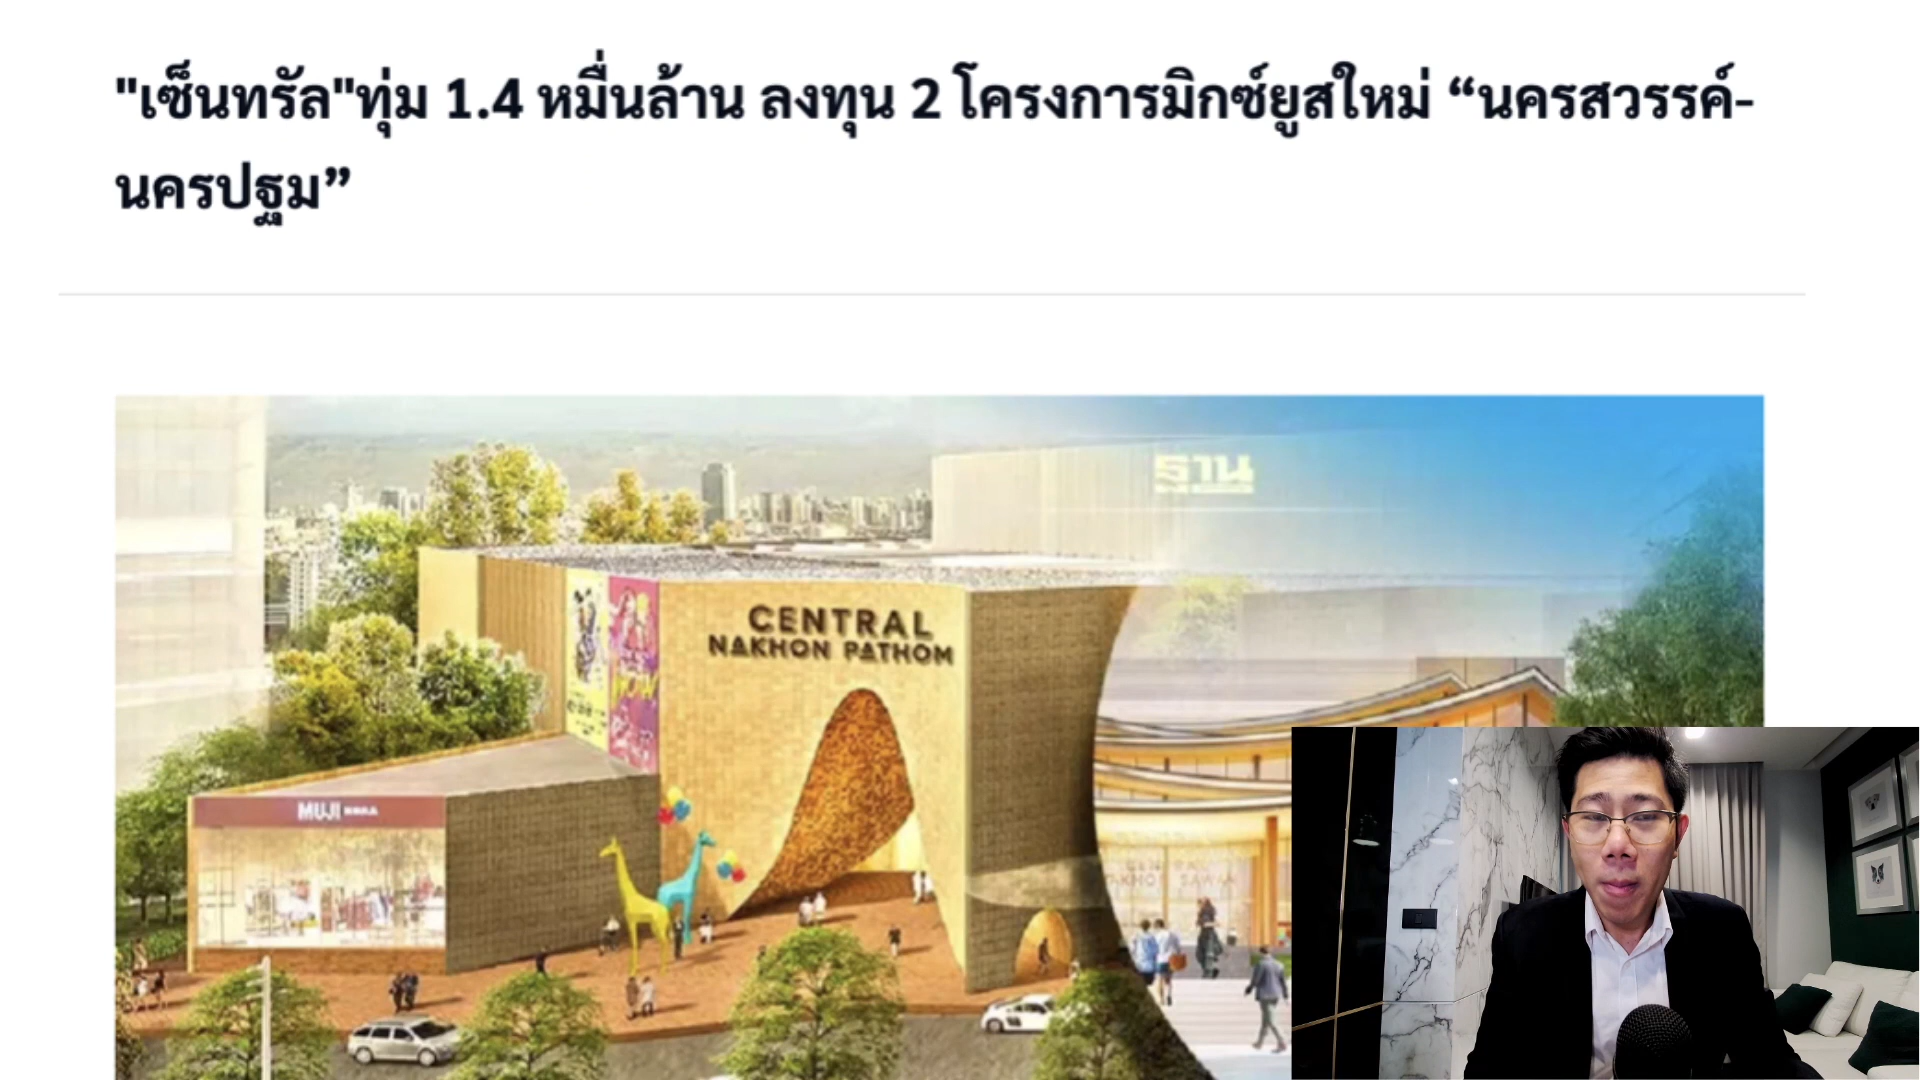 "เซ็นทรัล"ทุ่ม 1.4 หมื่นล้าน ลงทุน 2 โครงการมิกซ์ยูสใหม่ “นครสวรรค์-
นครปฐม”
ฐาน
CENTRAL
NAKHON PATHOM
MUJI